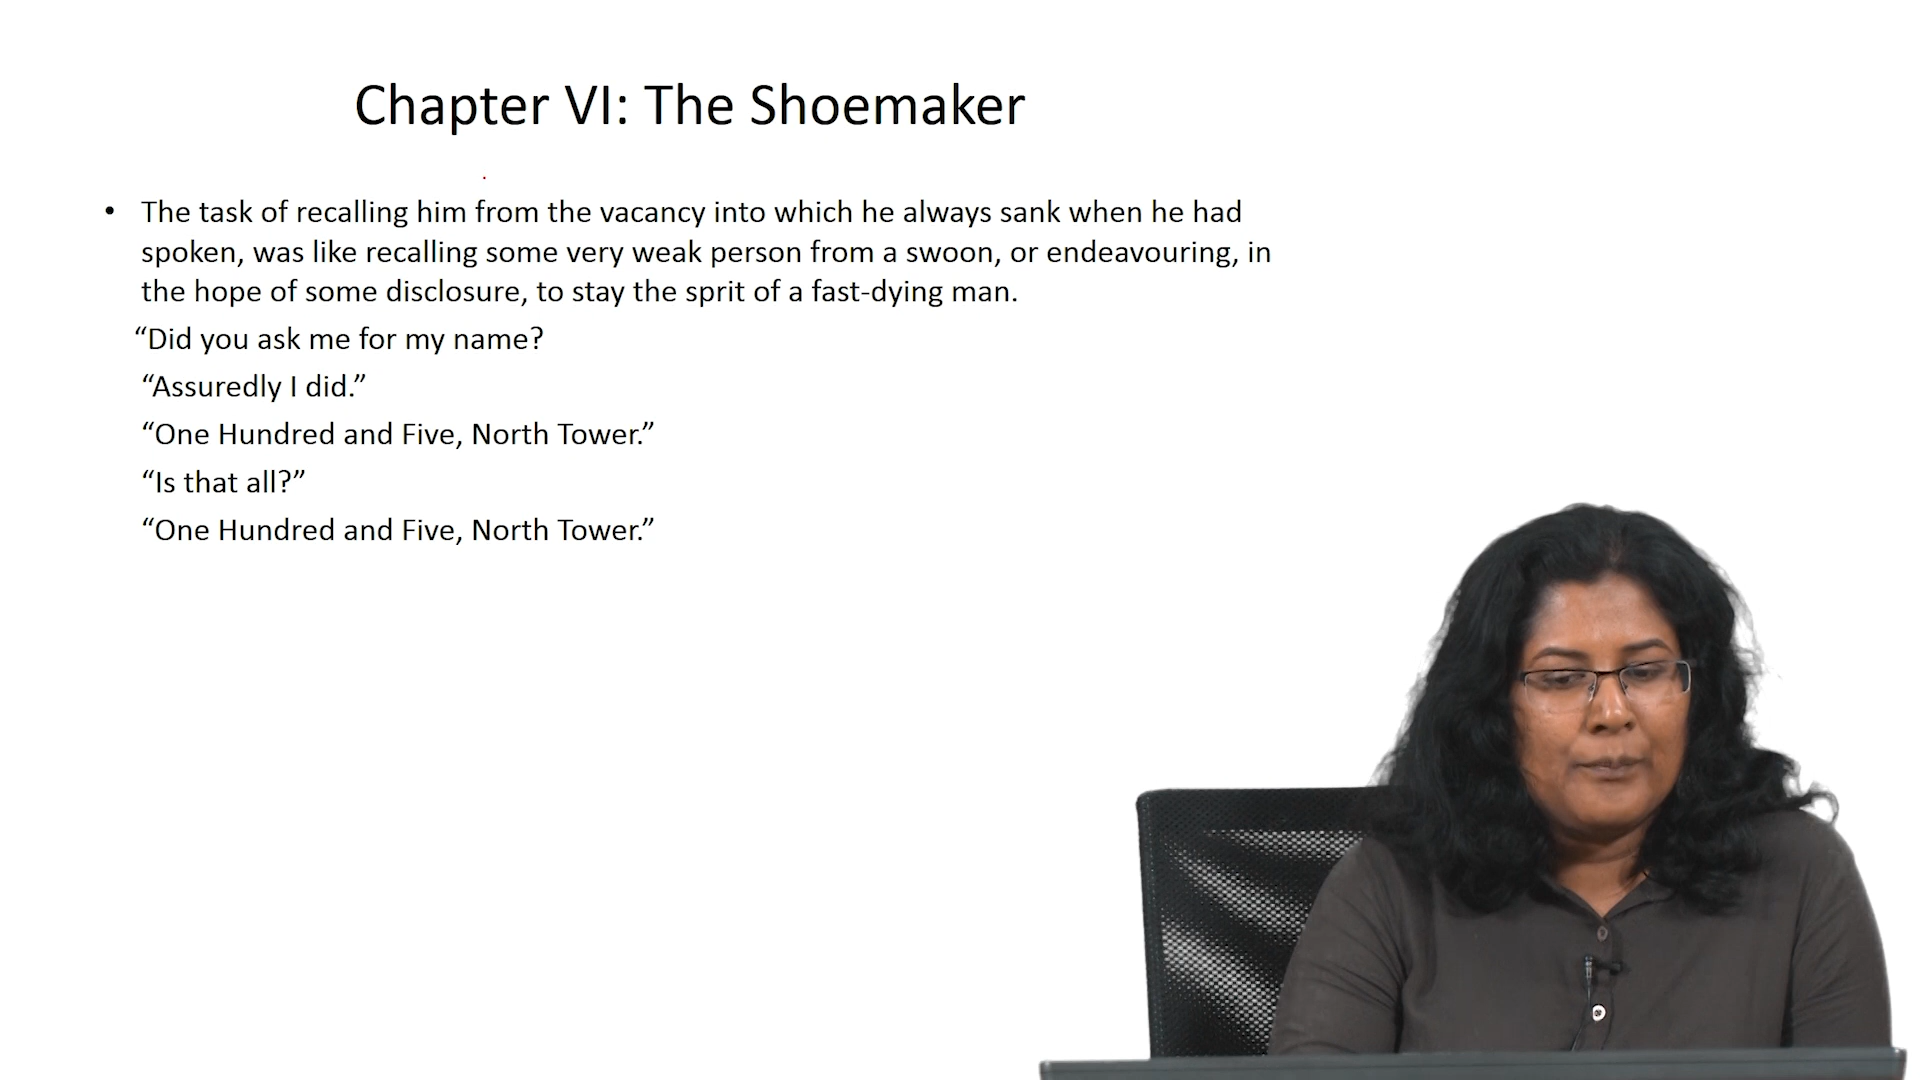 Chapter VI: The Shoemaker
• The task of recalling him from the vacancy into which he always sank when he had
spoken, was like recalling some very weak person from a swoon, or endeavouring, in
the hope of some disclosure, to stay the sprit of a fast-dying man.
“Did you ask me for my name?
“Assuredly I did.”
“One Hundred and Five, North Tower.”
“Is that all?”
“One Hundred and Five, North Tower.”